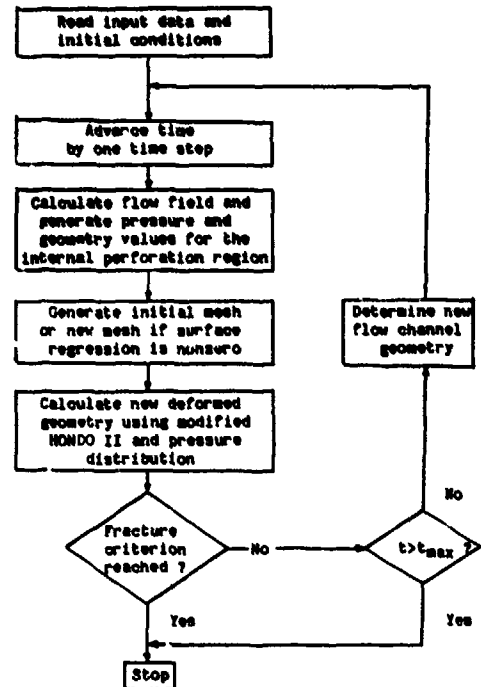 Read input data and
initial conditions
Advance time
by one time step
Calculate flow field and
generate pressure and
geometry values for the
internal perforation region
Generate initial mesh
or new mesh if surface
regression is nonzero
Determine new
flow channel
geometry
Calculate new deformed
geometry using modified
HONDO II and pressure
distribution
No
Fracture
criterion
reached ?
No
t>tmax ?
Yes
Yes
Stop